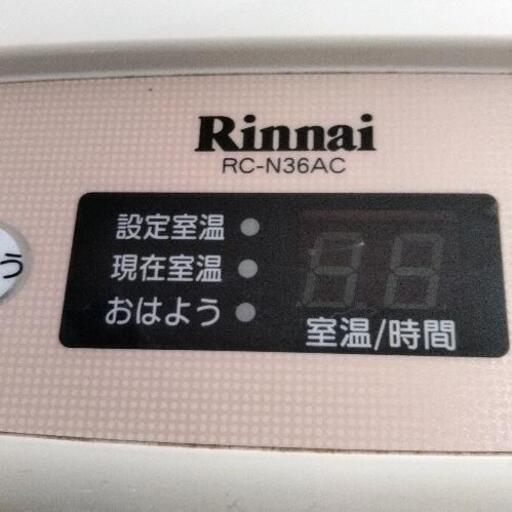 Rinnai
RC-N36AC
設定室温
現在室温
おはよう
室温/時間
う